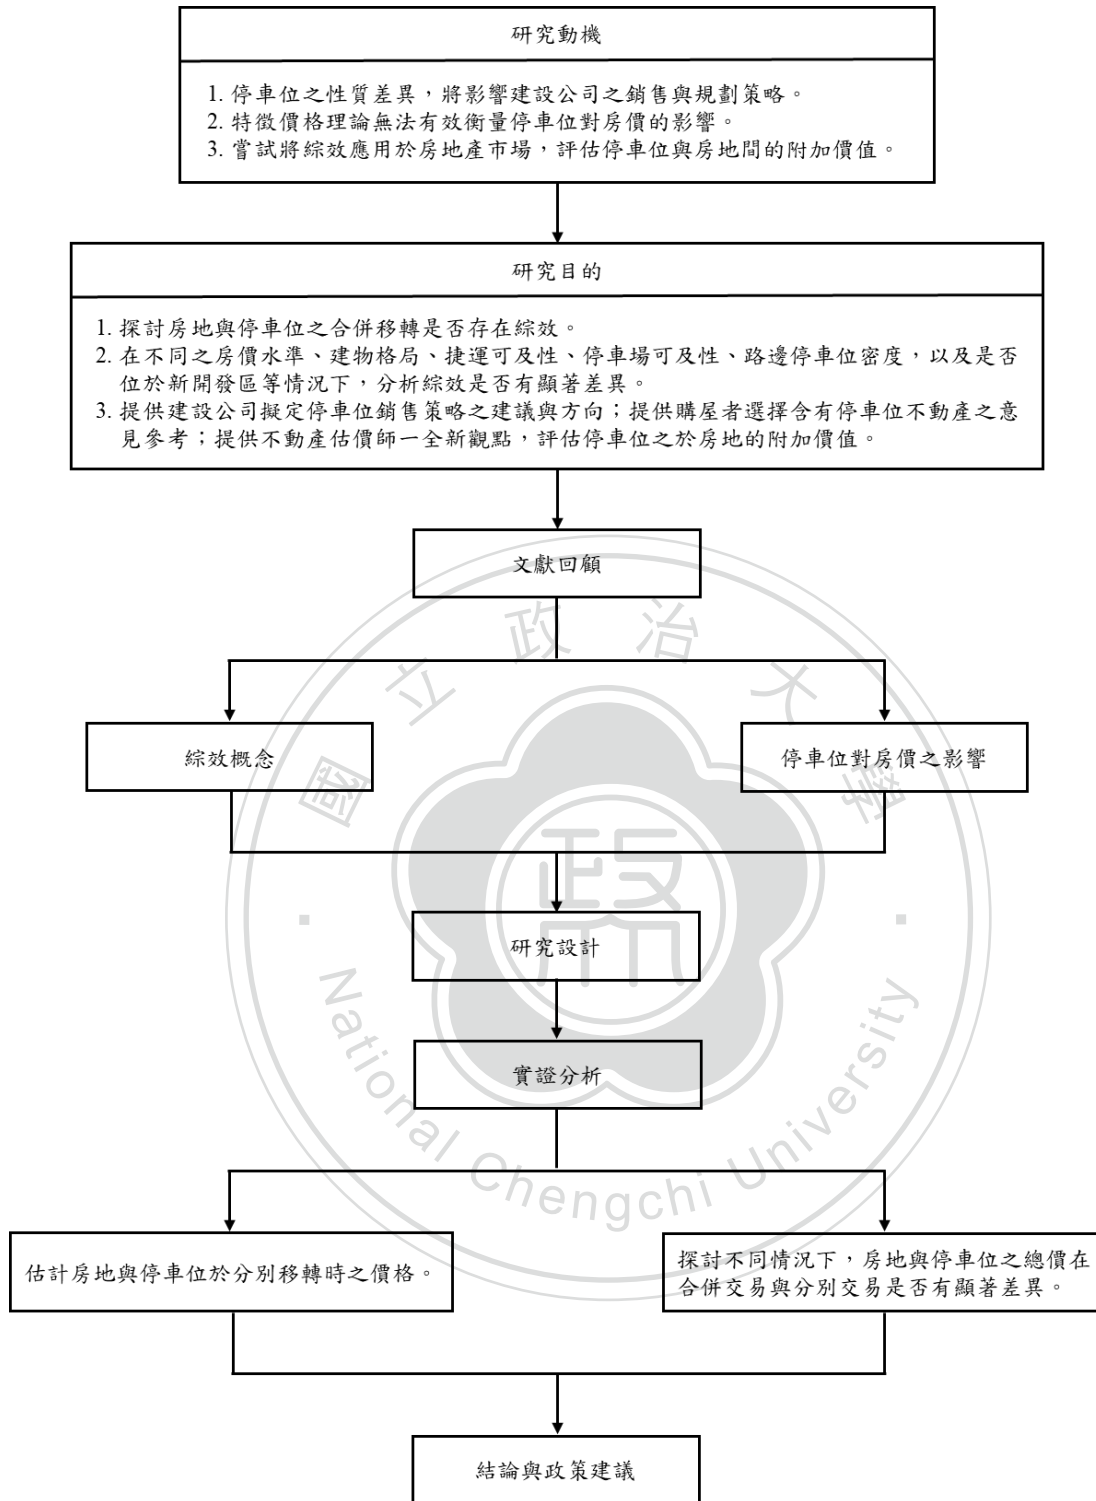 研究動機
1. 停車位之性質差異，將影響建設公司之銷售與規劃策略。
2. 特徵價格理論無法有效衡量停車位對房價的影響。
3. 嘗試將綜效應用於房地產市場，評估停車位與房地間的附加價值。
研究目的
1. 探討房地與停車位之合併移轉是否存在綜效。
2. 在不同之房價水準、建物格局、捷運可及性、停車場可及性、路邊停車位密度，以及是否
位於新開發區等情況下，分析綜效是否有顯著差異。
3. 提供建設公司擬定停車位銷售策略之建議與方向；提供購屋者選擇含有停車位不動產之意
見參考；提供不動產估價師一全新觀點，評估停車位之於房地的附加價值。
文獻回顧
國立政治大學
綜效概念
停車位對房價之影響
政大
研究設計
實證分析
National Chengchi University
估計房地與停車位於分別移轉時之價格。
探討不同情況下，房地與停車位之總價在
合併交易與分別交易是否有顯著差異。
結論與政策建議